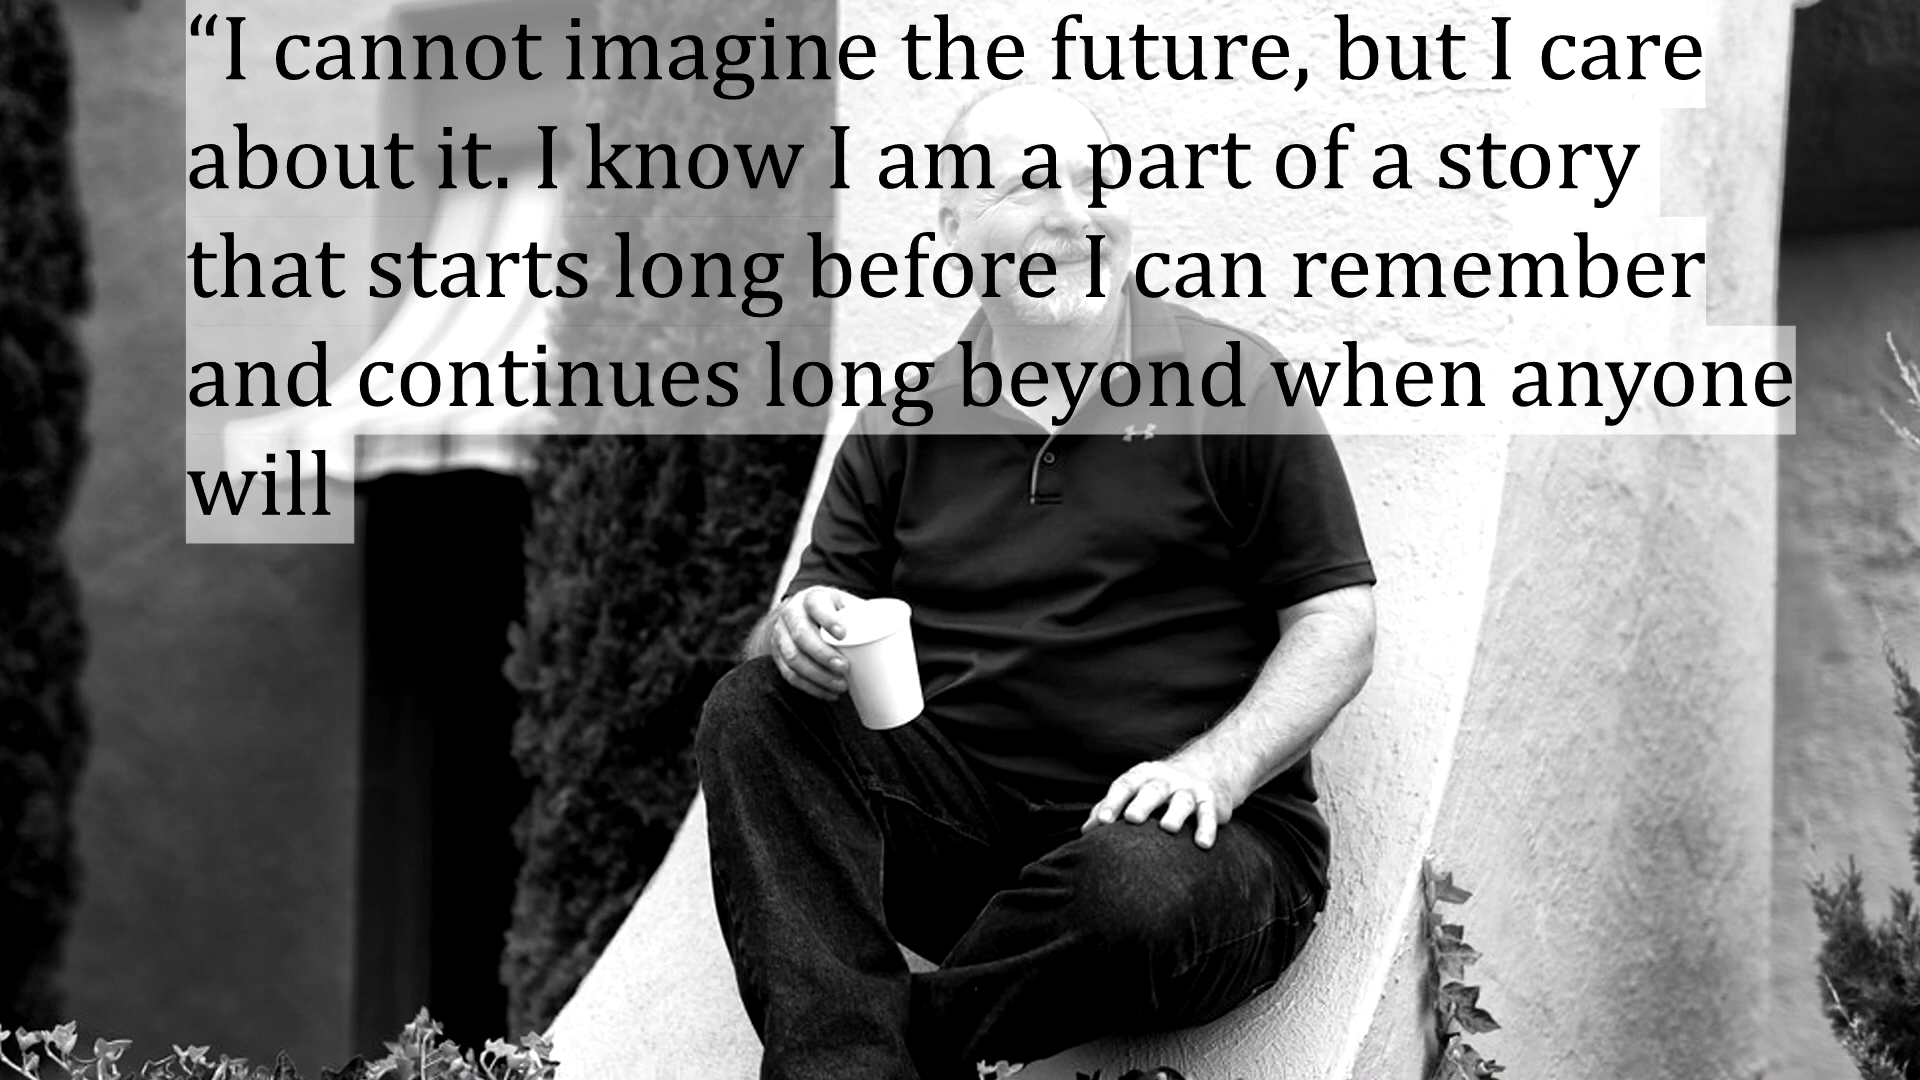 “I cannot imagine the future, but I care
about it. I know I am a part of a story
that starts long before I can remember
and continues long beyond when anyone
will